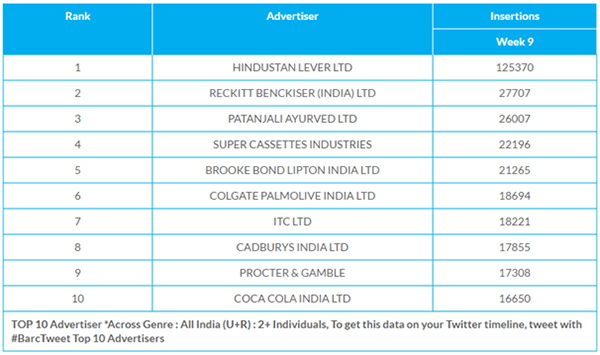 Rank Advertiser Insertions
Week 9
1 HINDUSTAN LEVER LTD 125370
2 RECKITT BENCKISER (INDIA) LTD 27707
3 PATANJALI AYURVED LTD 26007
4 SUPER CASSETTES INDUSTRIES 22196
5 BROOKE BOND LIPTON INDIA LTD 21265
6 COLGATE PALMOLIVE INDIA LTD 18694
7 ITC LTD 18221
8 CADBURYS INDIA LTD 17855
9 PROCTER & GAMBLE 17308
10 COCA COLA INDIA LTD 16650
TOP 10 Advertiser *Across Genre : All India (U+R) : 2+ Individuals, To get this data on your Twitter timeline, tweet with
#BarcTweet Top 10 Advertisers